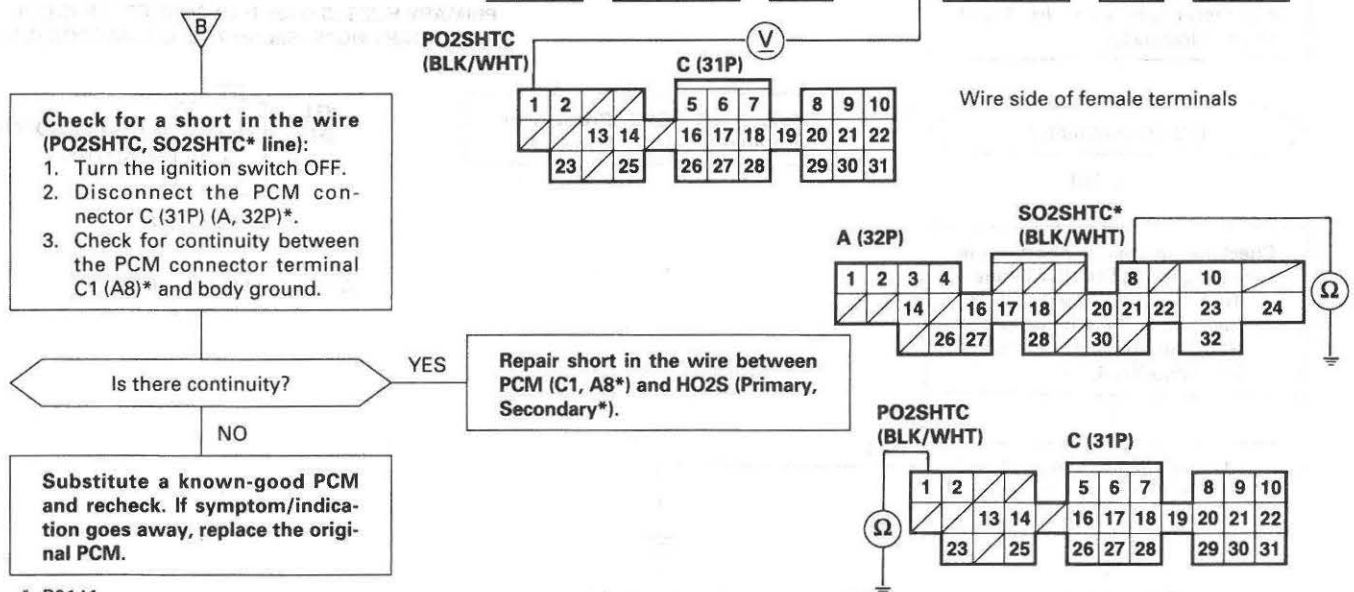 B
Check for a short in the wire
(PO2SHTC, SO2SHTC* line):
1. Turn the ignition switch OFF.
2. Disconnect the PCM con-
nector C (31P) (A, 32P)*.
3. Check for continuity between
the PCM connector terminal
C1 (A8)* and body ground.
Is there continuity?
YES
Repair short in the wire between
PCM (C1, A8*) and HO2S (Primary,
Secondary*).
NO
Substitute a known-good PCM
and recheck. If symptom/indica-
tion goes away, replace the origi-
nal PCM.
PO2SHTC
(BLK/WHT)
V
C (31P)
1 2 5 6 7 8 9 10
13 14 16 17 18 19 20 21 22
23 25 26 27 28 29 30 31
Wire side of female terminals
A (32P)
SO2SHTC*
(BLK/WHT)
1 2 3 4 8 10
14 16 17 18 20 21 22 23 24
26 27 28 30 32
Ω
PO2SHTC
(BLK/WHT)
C (31P)
1 2 5 6 7 8 9 10
13 14 16 17 18 19 20 21 22
23 25 26 27 28 29 30 31
Ω